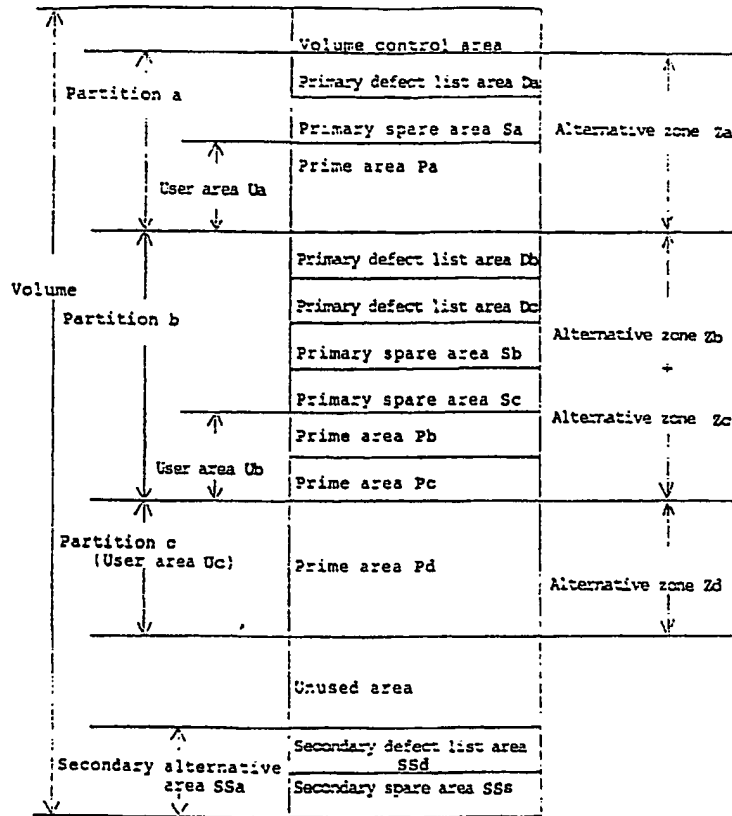 Volume control area
Primary defect list area Da
Partition a
Primary spare area Sa
Alternative zone Za
Prime area Pa
User area Ua
Primary defect list area Db
Volume
Primary defect list area Dc
Partition b
Alternative zone Zb
+
Primary spare area Sb
Primary spare area Sc
Alternative zone Zc
Prime area Pb
User area Ub
Prime area Pc
Partition c
(User area Uc)
Prime area Pd
Alternative zone Zd
Unused area
Secondary defect list area
SSd
Secondary alternative
area SSa
Secondary spare area SSs